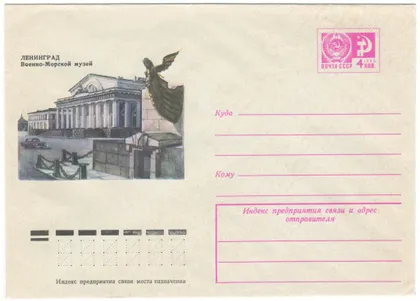 ЛЕНИНГРАД
Военно-Морской музей
ПОЧТА СССР
4 КОП.
Куда
Кому
Индекс предприятия связи и адрес
отправителя
Индекс предприятия связи места назначения